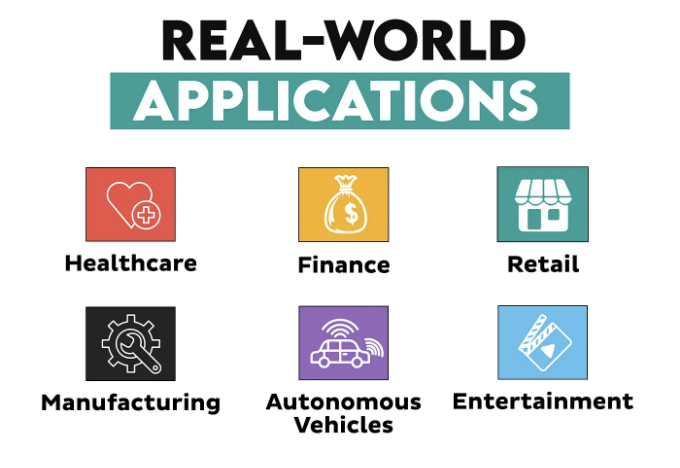 REAL-WORLD
APPLICATIONS
Healthcare
Finance
Retail
Manufacturing
Autonomous
Vehicles
Entertainment
$